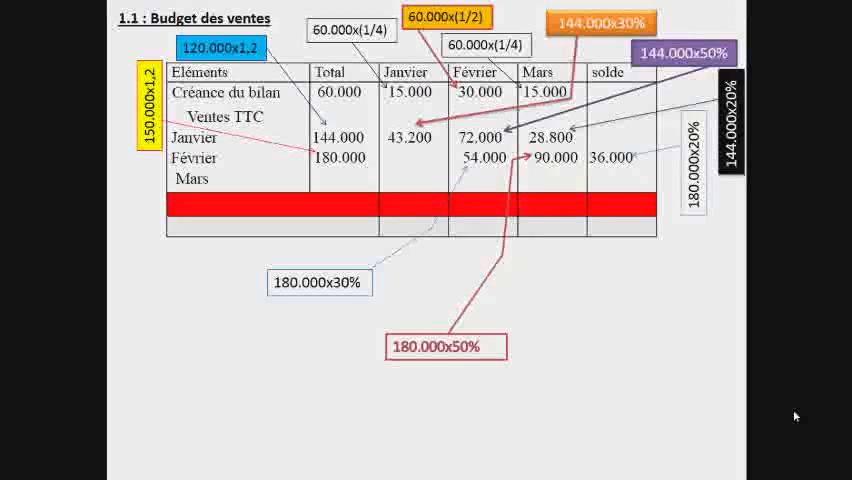 1.1 : Budget des ventes
60.000x(1/2)
144.000x30%
60.000x(1/4)
120.000x1,2
60.000x(1/4)
144.000x50%
Eléments Total Janvier Février Mars solde
Créance du bilan 60.000 15.000 30.000 15.000
Ventes TTC
Janvier 144.000 43.200 72.000 28.800
Février 180.000 54.000 90.000 36.000
Mars
150.000x1,2
144.000x20%
180.000x20%
180.000x30%
180.000x50%